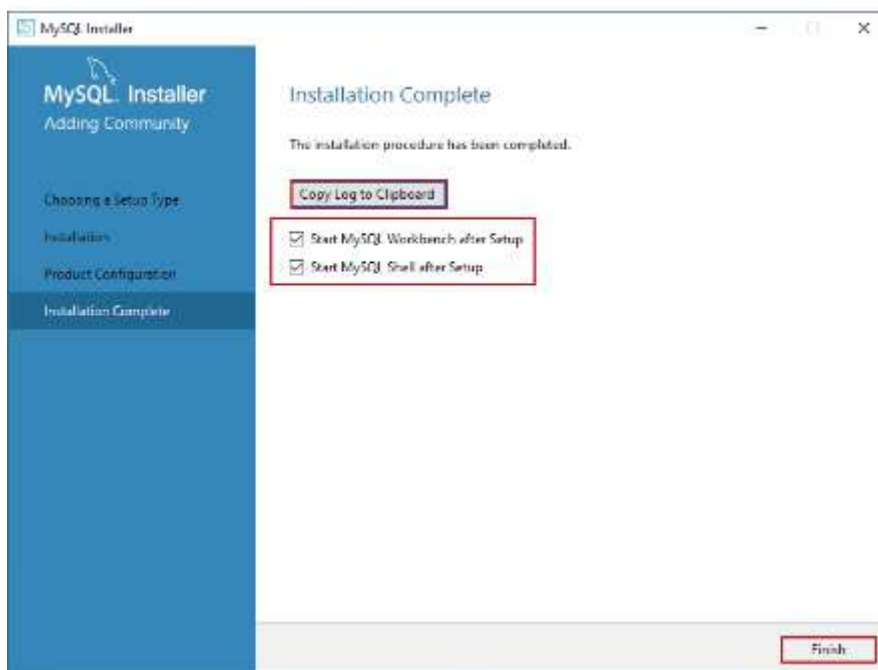 MySQL Installer
MySQL. Installer
Adding Community
Choosing a Setup Type
Installation
Product Configuration
Installation Complete
Installation Complete
The installation procedure has been completed.
Copy Log to Clipboard
Start MySQL Workbench after Setup
Start MySQL Shell after Setup
Finish